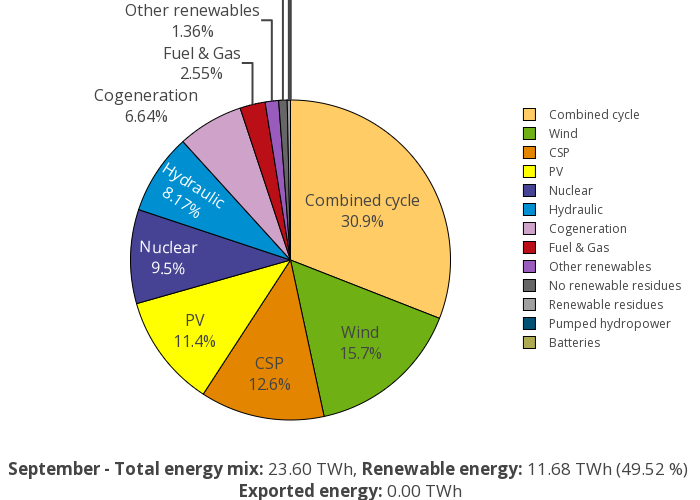 Other renewables
1.36%
Fuel & Gas
2.55%
Cogeneration
6.64%
Hydraulic
8.17%
Combined cycle
30.9%
Nuclear
9.5%
PV
11.4%
Wind
15.7%
CSP
12.6%
Combined cycle
Wind
CSP
PV
Nuclear
Hydraulic
Cogeneration
Fuel & Gas
Other renewables
No renewable residues
Renewable residues
Pumped hydropower
Batteries
September - Total energy mix: 23.60 TWh, Renewable energy: 11.68 TWh (49.52 %)
Exported energy: 0.00 TWh